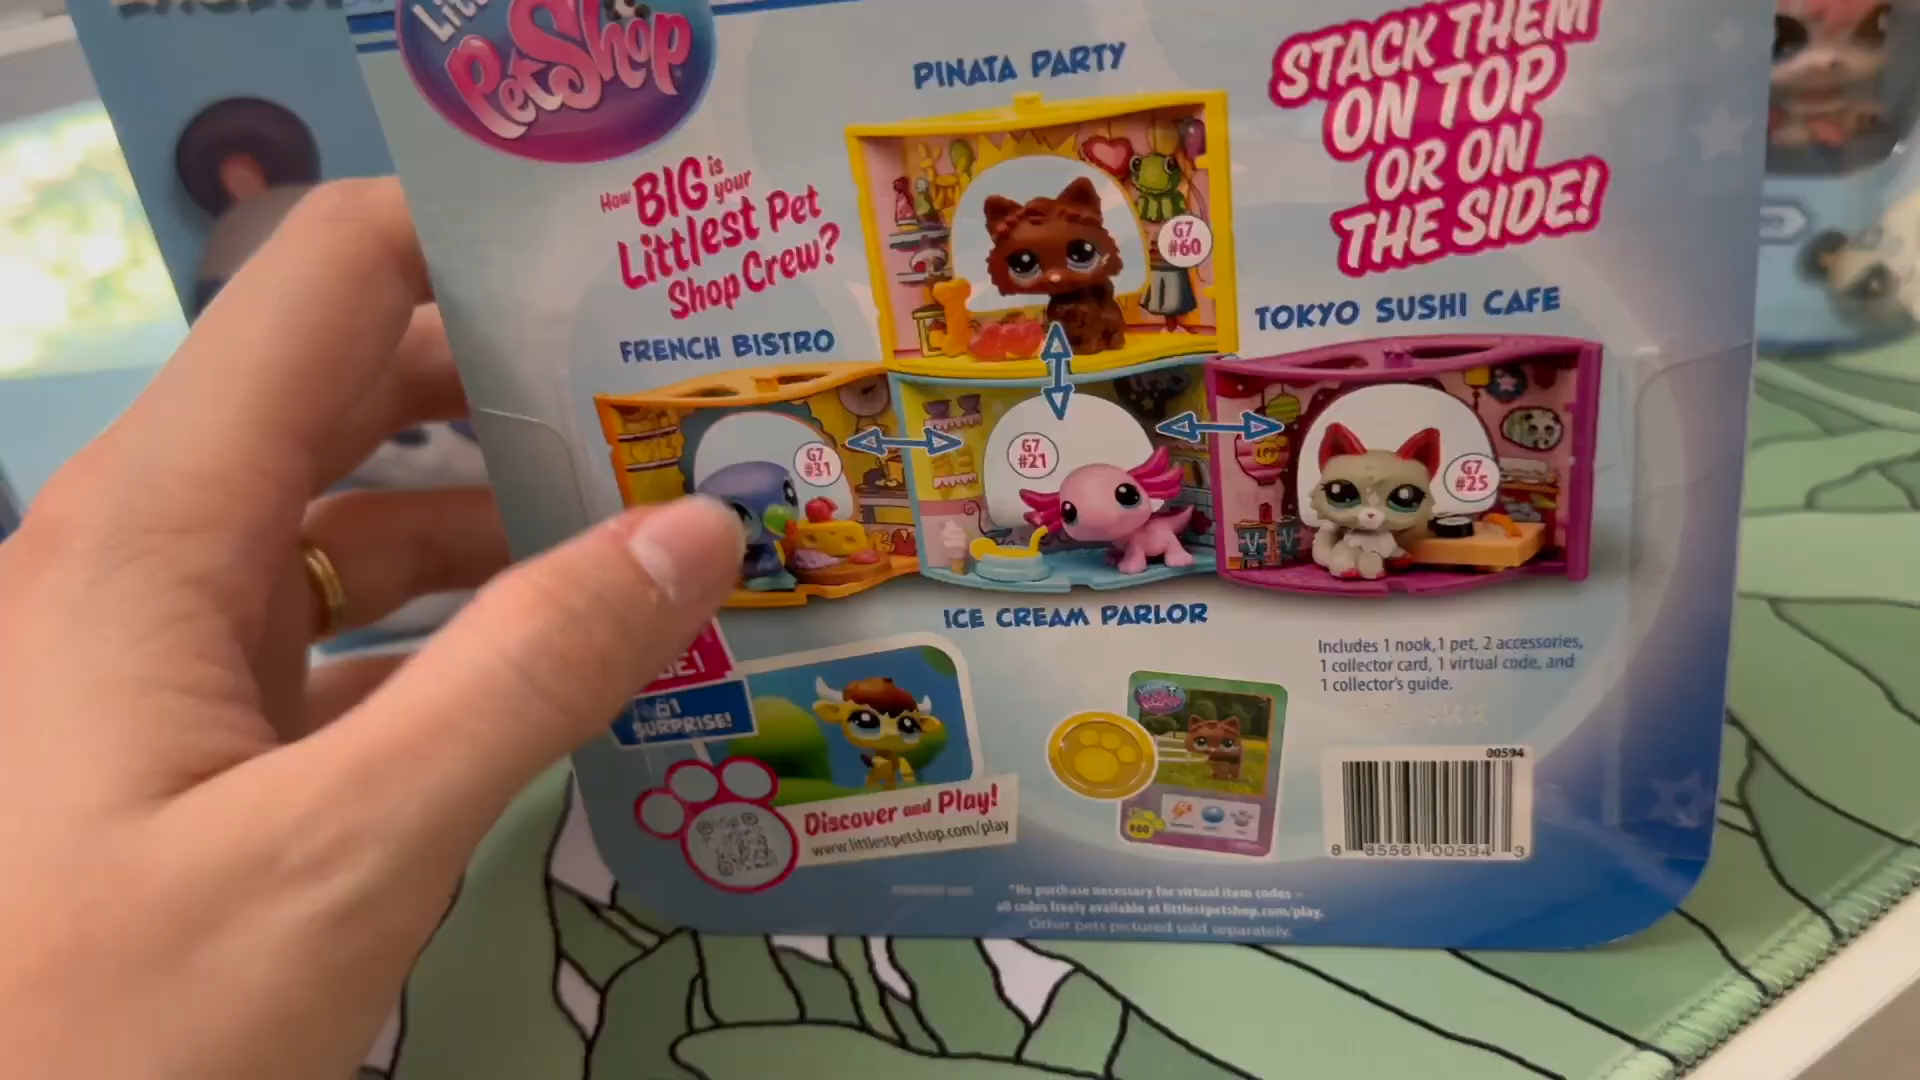 Pet Shop
PINATA PARTY
STACK THEM
ON TOP
OR ON
THE SIDE!
How BIG is your
Littlest Pet
Shop Crew?
G7
#60
FRENCH BISTRO
TOKYO SUSHI CAFE
G7
#31
G7
#21
G7
#25
ICE CREAM PARLOR
Includes 1 nook, 1 pet, 2 accessories,
1 collector card, 1 virtual code, and
1 collector's guide.
SURPRISE!
Discover and Play!
www.littlestpetshop.com/play
#60
00594
8 85561 00594 3
*No purchase necessary for virtual item codes –
all codes freely available at littlestpetshop.com/play.
Other pets pictured sold separately.